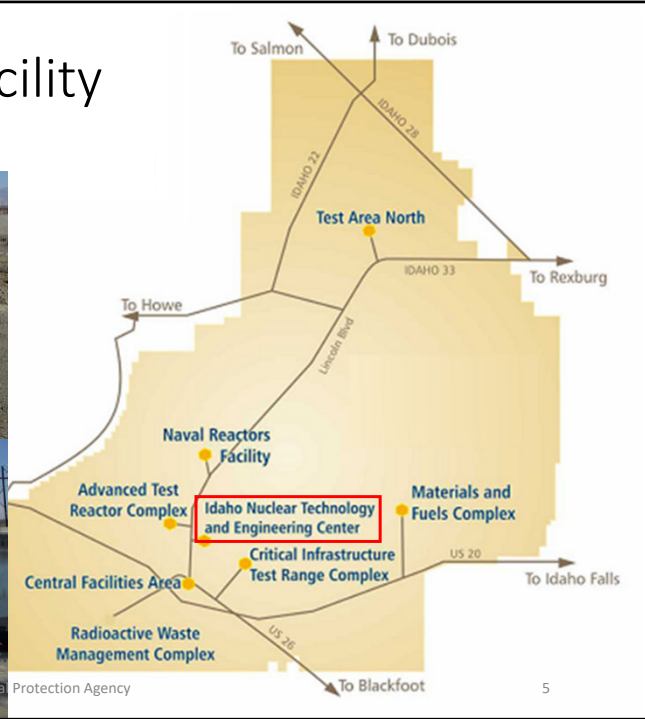 cility
To Salmon
To Dubois
IDAHO 28
IDAHO 22
Test Area North
IDAHO 33
To Rexburg
To Howe
Lincoln Blvd
Naval Reactors
Facility
Advanced Test
Reactor Complex
Idaho Nuclear Technology
and Engineering Center
Materials and
Fuels Complex
Critical Infrastructure
Test Range Complex
US 20
Central Facilities Area
To Idaho Falls
Radioactive Waste
Management Complex
US 26
To Blackfoot
al Protection Agency
5